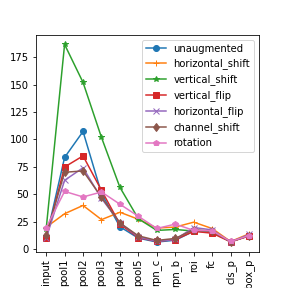 175
150
125
100
75
50
25
0
unaugmented
horizontal_shift
vertical_shift
vertical_flip
horizontal_flip
channel_shift
rotation
input
pool1
pool2
pool3
pool4
pool5
rpn_c
rpn_b
roi
fc
cls_p